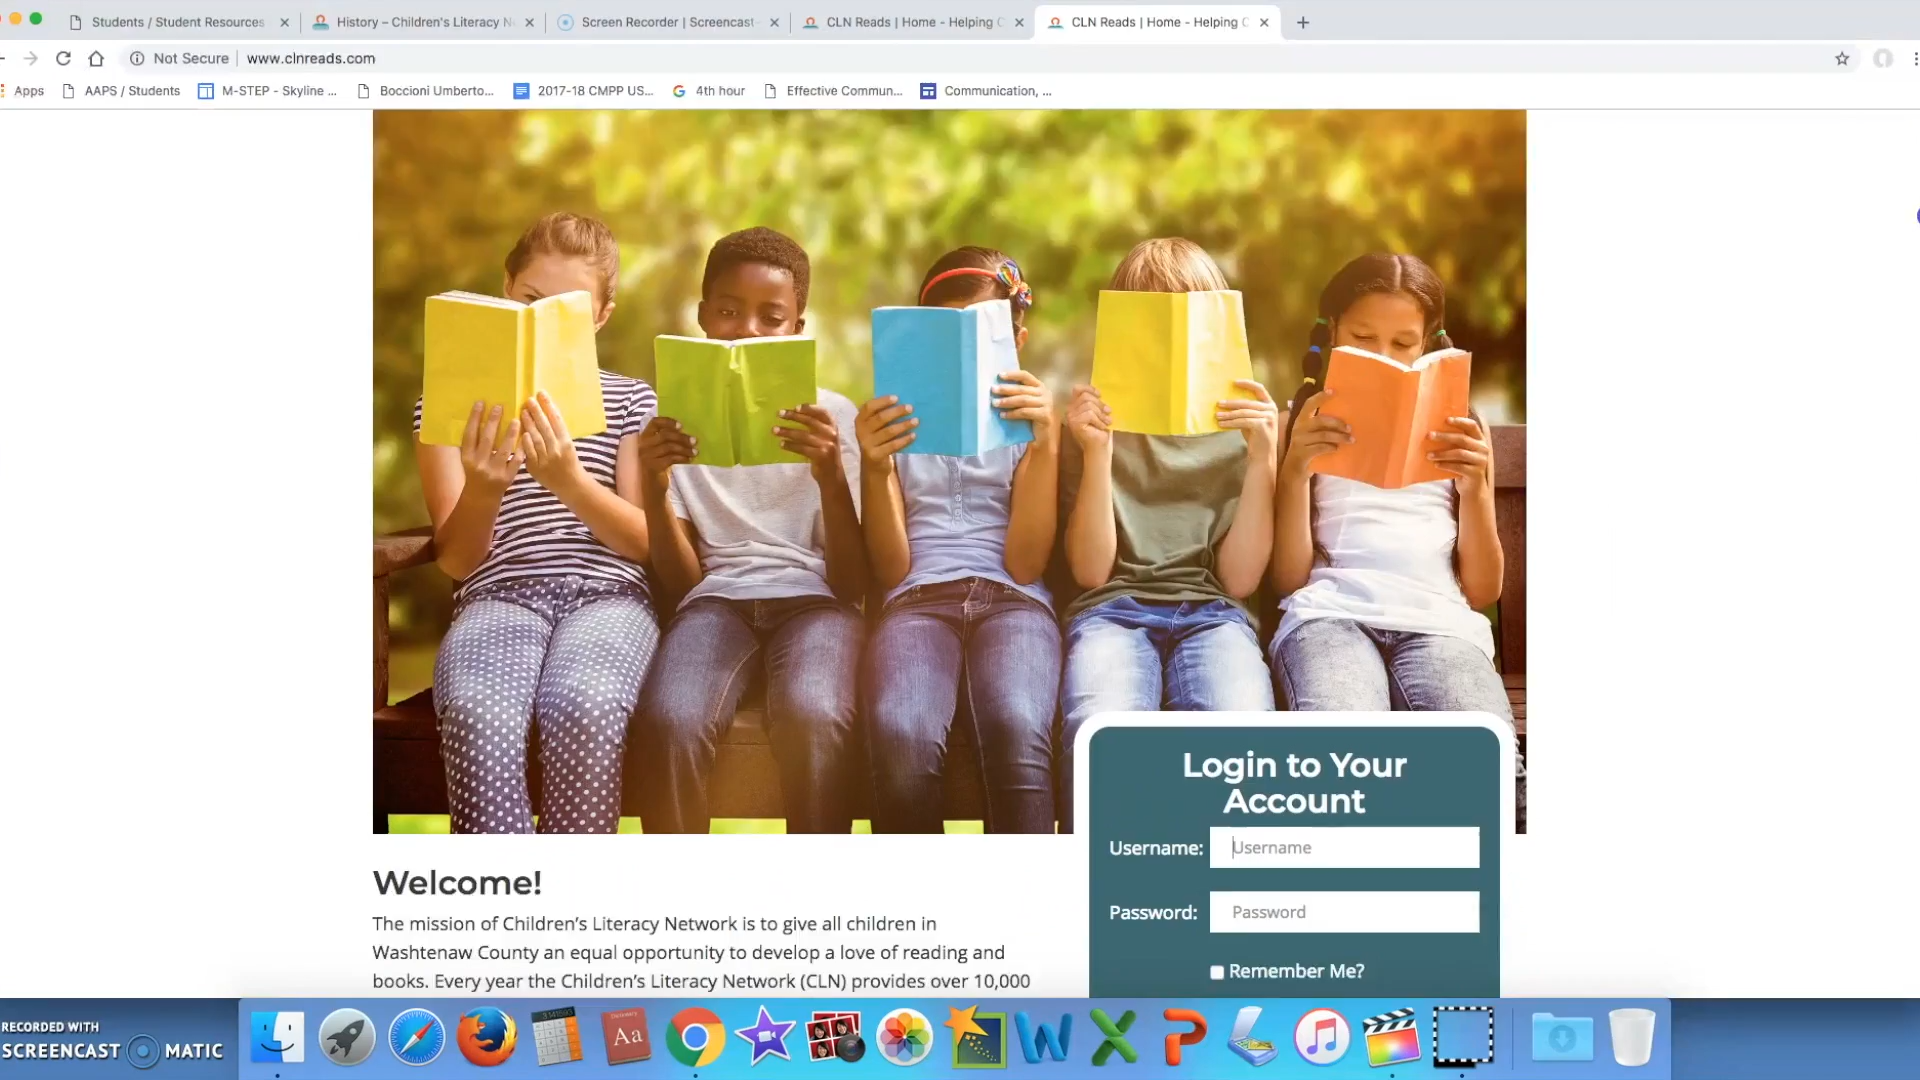 Students / Student Resources
History – Children's Literacy N
Screen Recorder | Screencast-
CLN Reads | Home - Helping C
CLN Reads | Home - Helping C
Not Secure
www.clnreads.com
Apps
AAPS / Students
M-STEP - Skyline ...
Boccioni Umberto...
2017-18 CMPP US...
4th hour
Effective Commun...
Communication, ...
Login to Your
Account
Username:
Username
Password:
Password
Remember Me?
Welcome!
The mission of Children's Literacy Network is to give all children in
Washtenaw County an equal opportunity to develop a love of reading and
books. Every year the Children's Literacy Network (CLN) provides over 10,000
RECORDED WITH
SCREENCAST MATIC
Aa